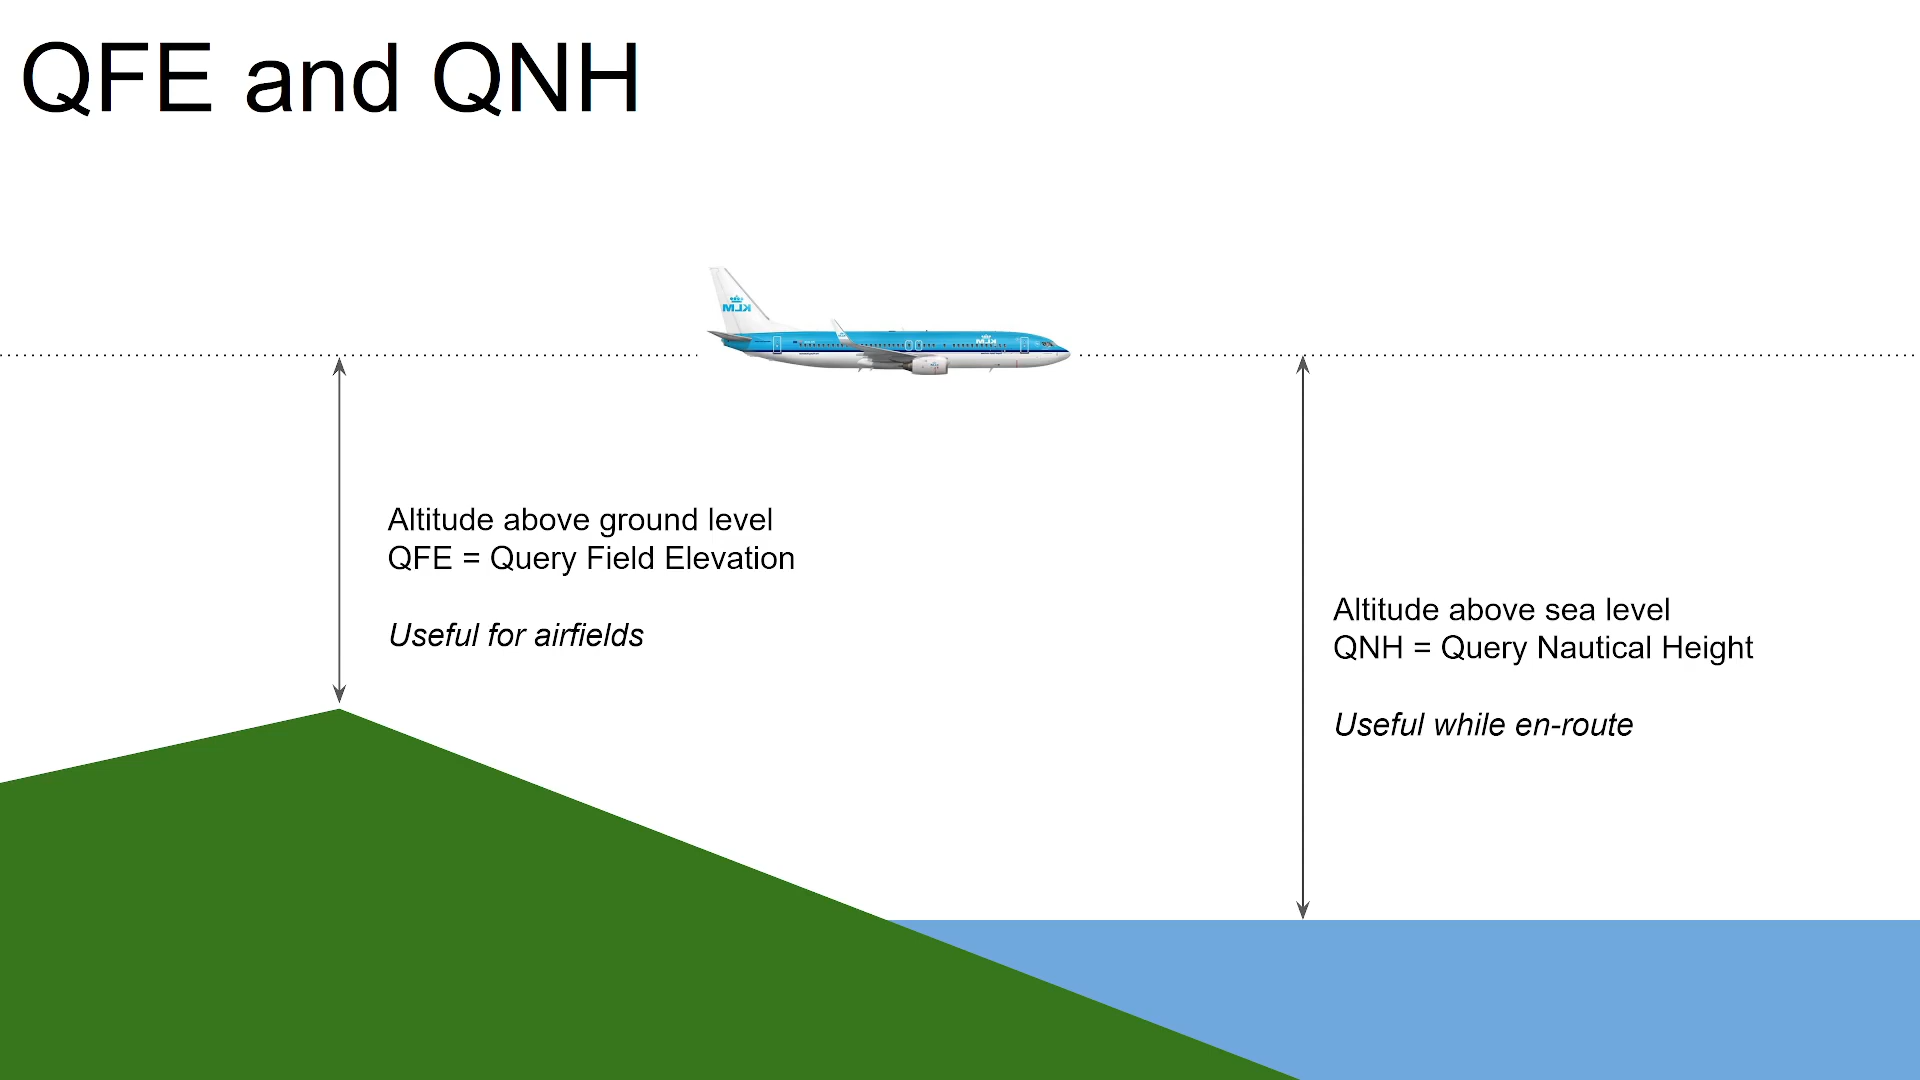 QFE and QNH
KLM
KLM
Altitude above ground level
QFE = Query Field Elevation
Useful for airfields
Altitude above sea level
QNH = Query Nautical Height
Useful while en-route